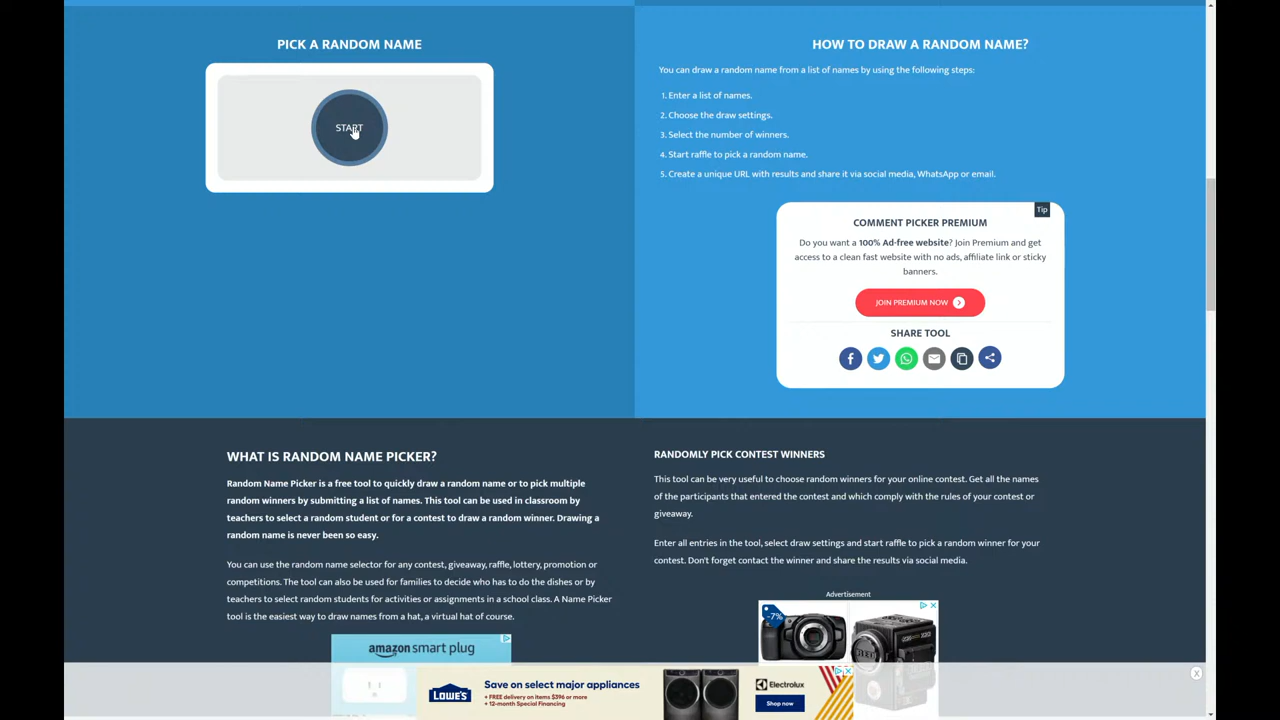 PICK A RANDOM NAME
START
HOW TO DRAW A RANDOM NAME?
You can draw a random name from a list of names by using the following steps:
1. Enter a list of names.
2. Choose the draw settings.
3. Select the number of winners.
4. Start raffle to pick a random name.
5. Create a unique URL with results and share it via social media, WhatsApp or email.
Tip
COMMENT PICKER PREMIUM
Do you want a 100% Ad-free website? Join Premium and get
access to a clean fast website with no ads, affiliate link or sticky
banners.
JOIN PREMIUM NOW
SHARE TOOL
WHAT IS RANDOM NAME PICKER?
Random Name Picker is a free tool to quickly draw a random name or to pick multiple
random winners by submitting a list of names. This tool can be used in classroom by
teachers to select a random student or for a contest to draw a random winner. Drawing a
random name is never been so easy.
You can use the random name selector for any contest, giveaway, raffle, lottery, promotion or
competitions. The tool can also be used for families to decide who has to do the dishes or by
teachers to select random students for activities or assignments in a school class. A Name Picker
tool is the easiest way to draw names from a hat, a virtual hat of course.
amazon smart plug
RANDOMLY PICK CONTEST WINNERS
This tool can be very useful to choose random winners for your online contest. Get all the names
of the participants that entered the contest and which comply with the rules of your contest or
giveaway.
Enter all entries in the tool, select draw settings and start raffle to pick a random winner for your
contest. Don't forget contact the winner and share the results via social media.
Advertisement
-7%
LOWE'S
Save on select major appliances
+ FREE delivery on items $396 or more
+ 12-month Special Financing
Electrolux
Shop now
X